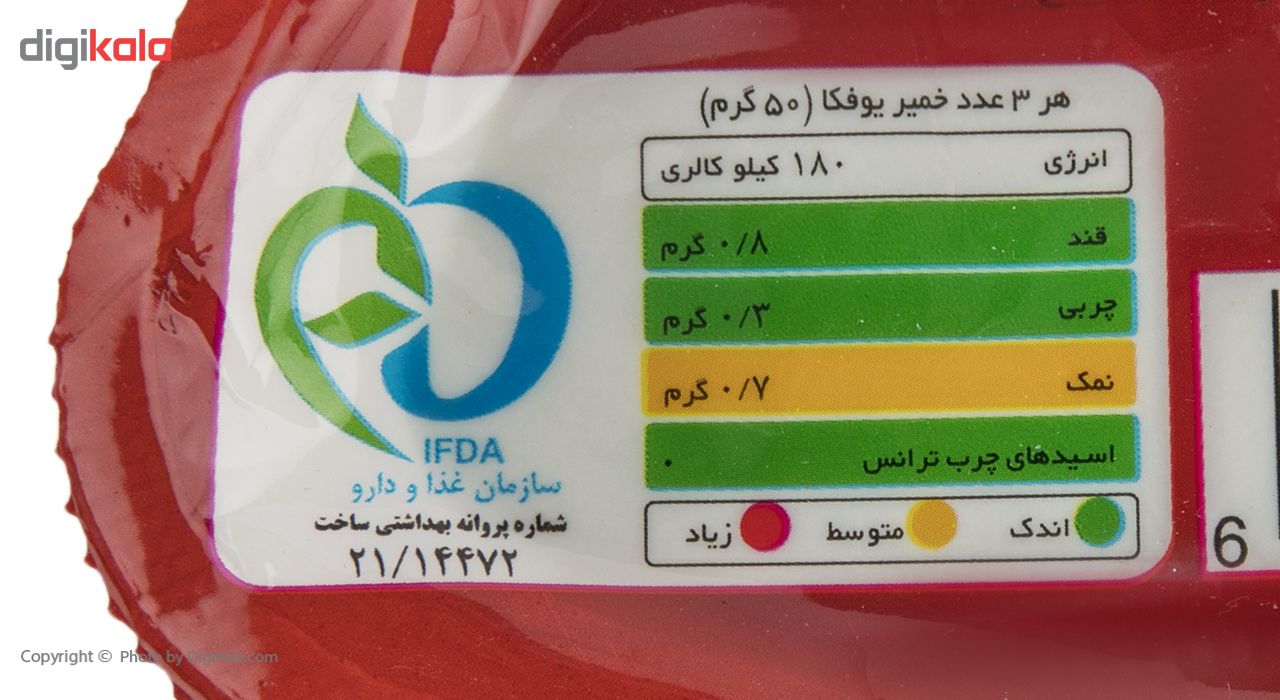 digikala
هر ۳ عدد خمیر یوفکا (۵۰ گرم)
انرژی ۱۸۰ کیلو کالری
قند ۰/۸ گرم
چربی ۰/۳ گرم
نمک ۰/۷ گرم
اسیدهای چرب ترانس ۰
اندک متوسط زیاد
IFDA
سازمان غذا و دارو
شماره پروانه بهداشتی ساخت
۲۱/۱۴۴۷۲
6
Copyright © Photo by Digikala.com